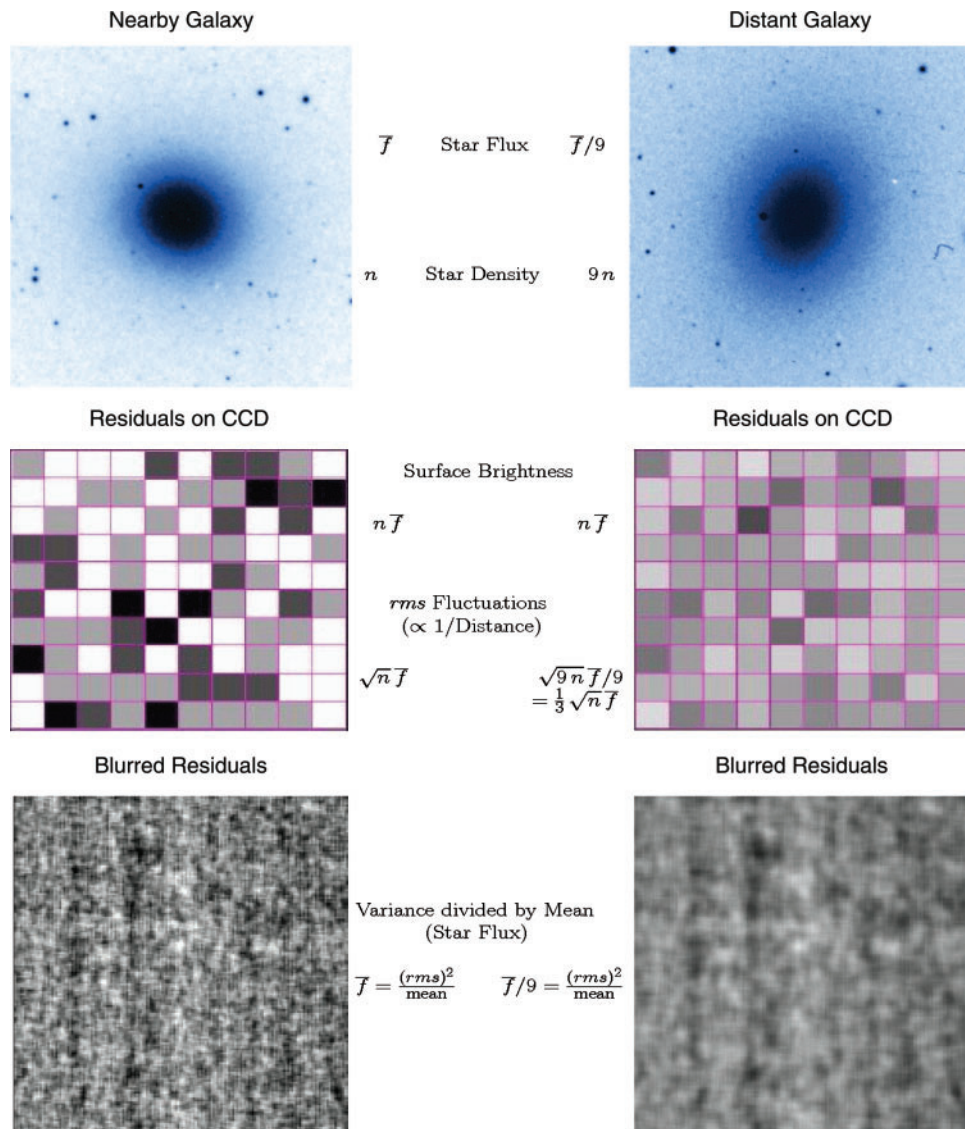 Nearby Galaxy
Distant Galaxy
f̅ Star Flux f̅/9
n Star Density 9 n
Residuals on CCD
Residuals on CCD
Surface Brightness
n f̅ n f̅
rms Fluctuations
(∝ 1/Distance)
√n f̅ √9 n f̅/9
= 1/3 √n f̅
Blurred Residuals
Blurred Residuals
Variance divided by Mean
(Star Flux)
f̅ = (rms)²/mean f̅/9 = (rms)²/mean